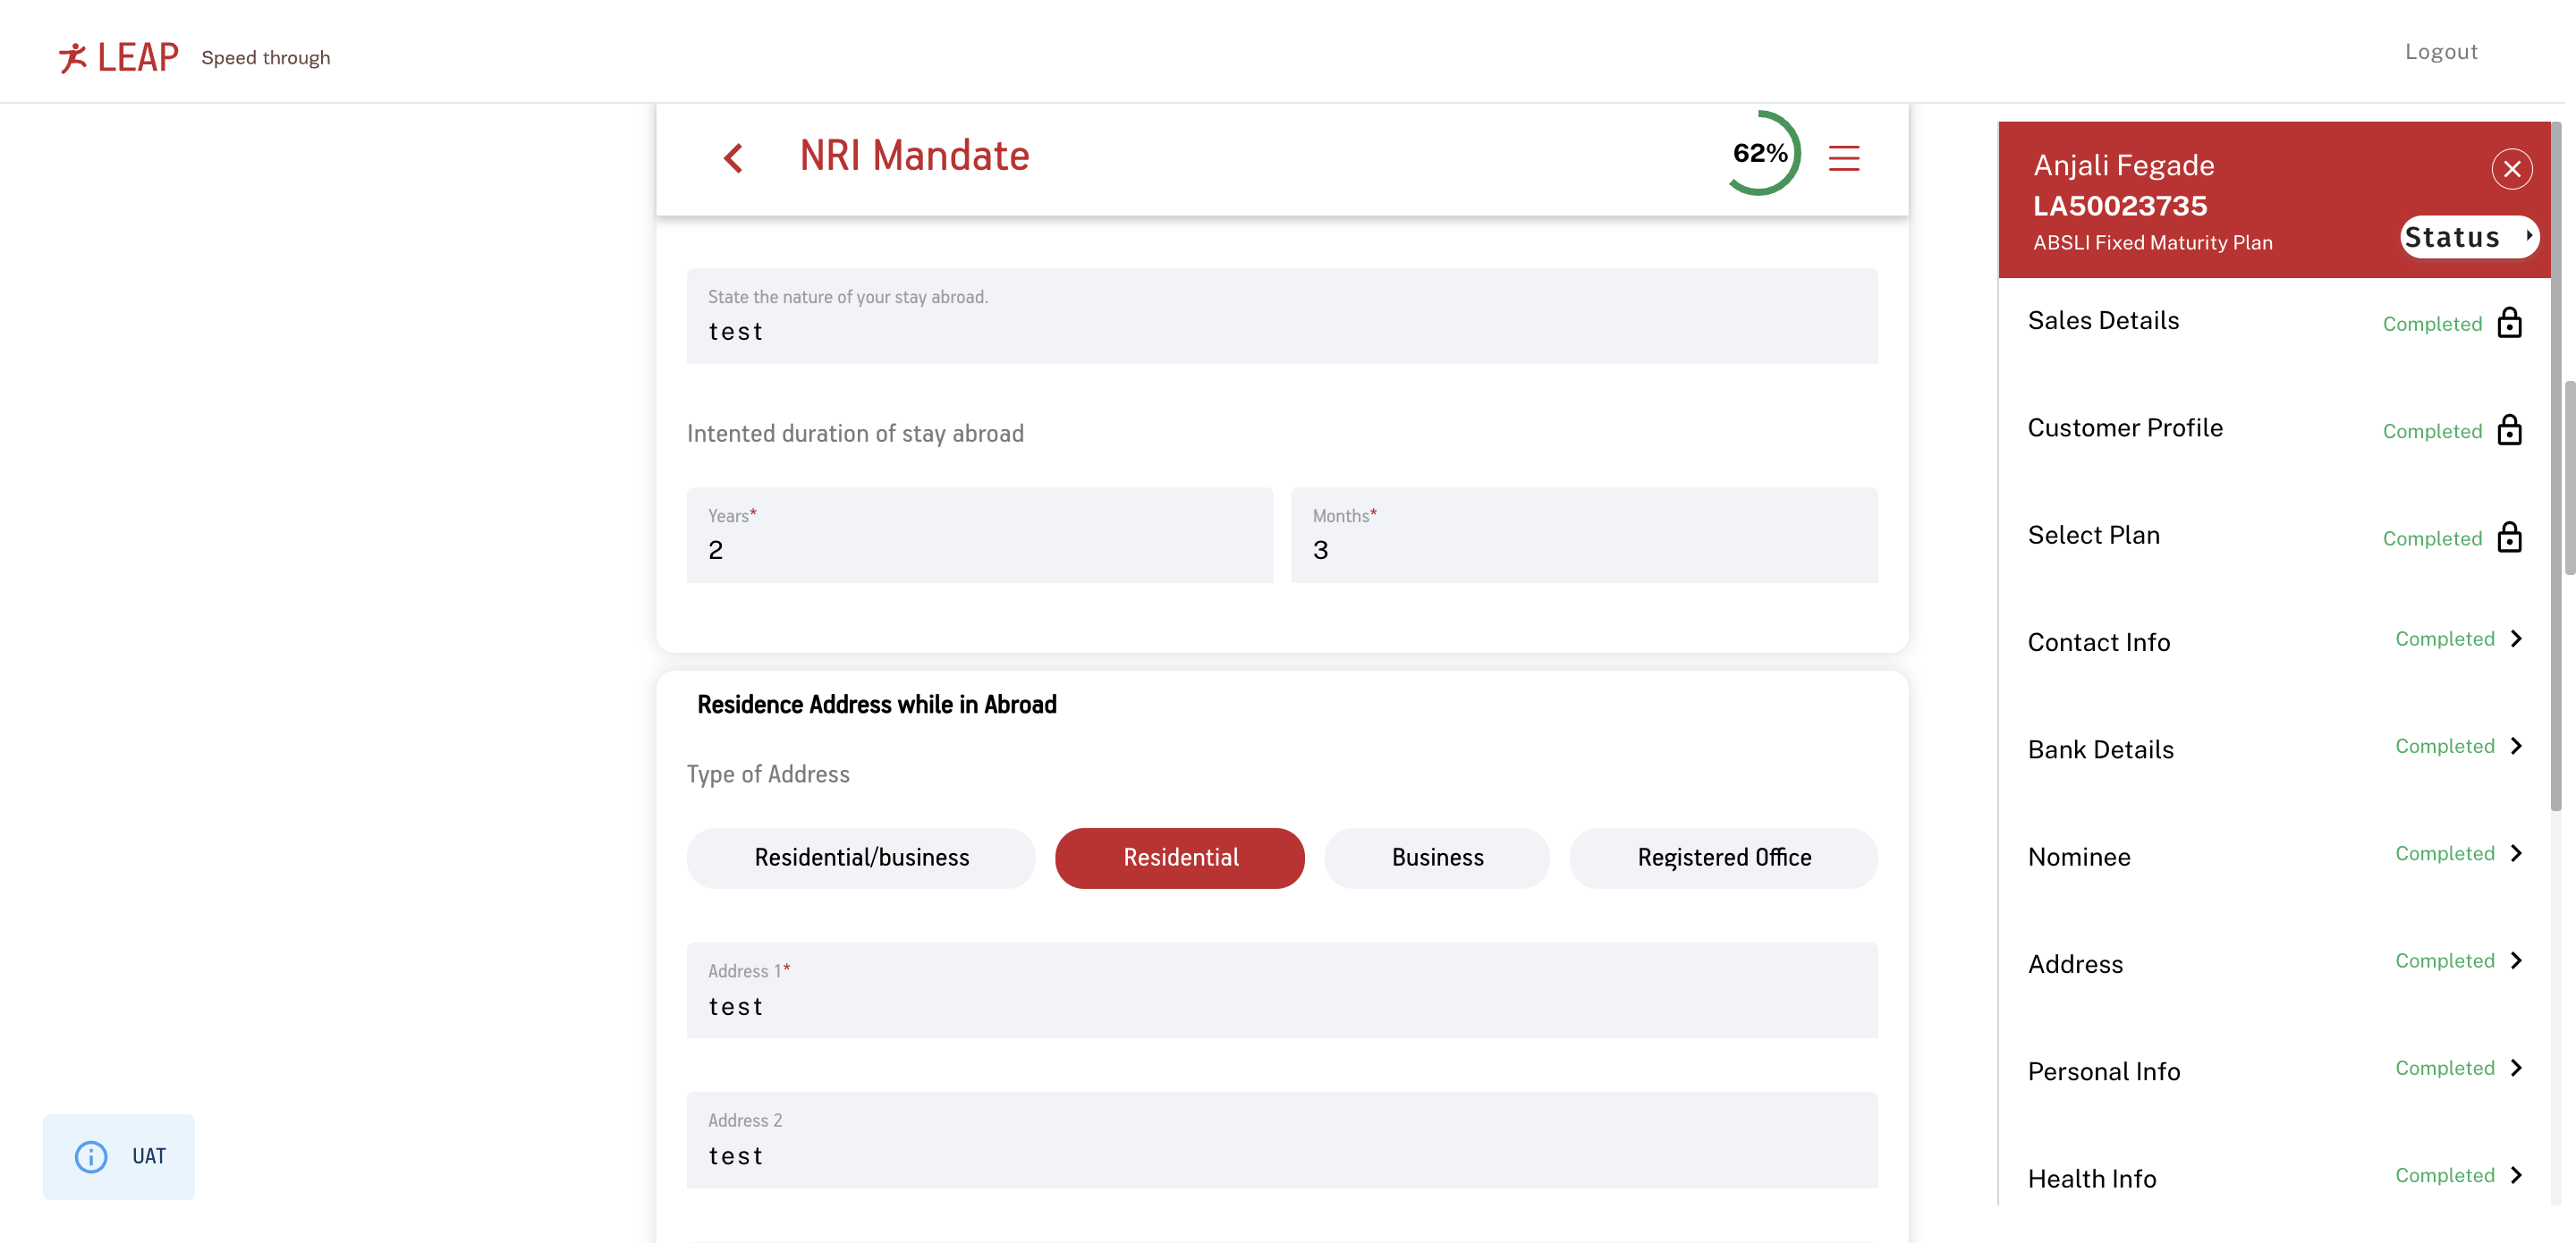 LEAP Speed through
Logout
NRI Mandate
62%
State the nature of your stay abroad.
test
Intented duration of stay abroad
Years*
2
Months*
3
Residence Address while in Abroad
Type of Address
Residential/business
Residential
Business
Registered Office
Address 1*
test
Address 2
test
UAT
Anjali Fegade
LA50023735
ABSLI Fixed Maturity Plan
Status
Sales Details Completed
Customer Profile Completed
Select Plan Completed
Contact Info Completed
Bank Details Completed
Nominee Completed
Address Completed
Personal Info Completed
Health Info Completed